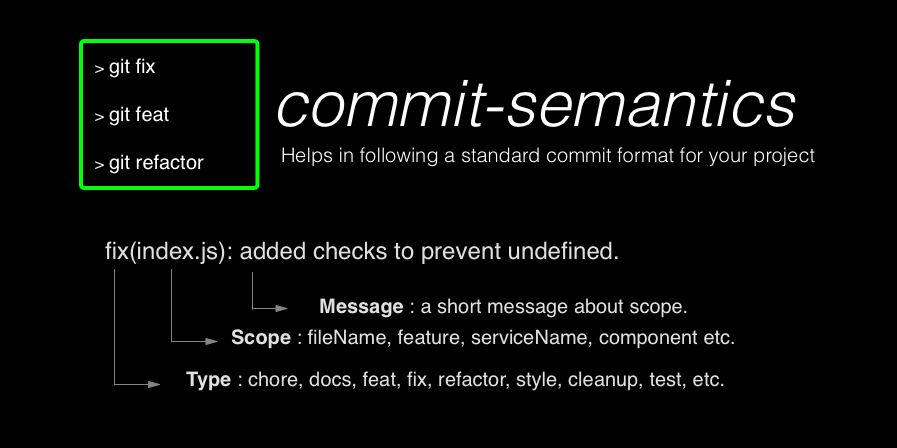 > git fix
> git feat
> git refactor
commit-semantics
Helps in following a standard commit format for your project
fix(index.js): added checks to prevent undefined.
Message : a short message about scope.
Scope : fileName, feature, serviceName, component etc.
Type : chore, docs, feat, fix, refactor, style, cleanup, test, etc.